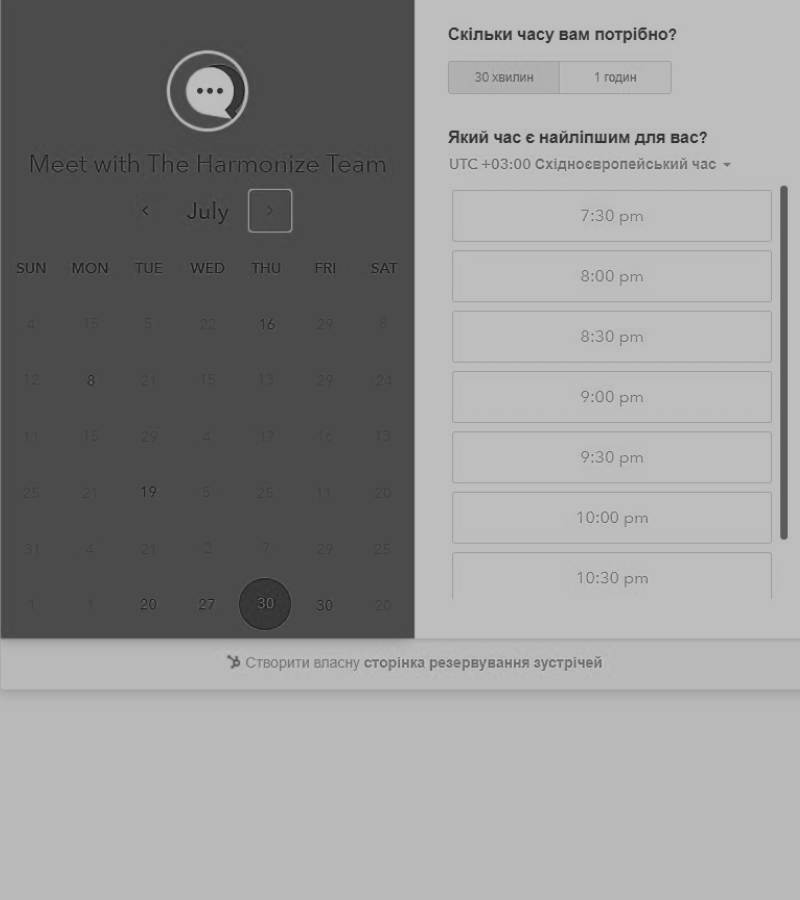 Meet with The Harmonize Team
July
SUN MON TUE WED THU FRI SAT
4 15 5 22 16 29 8
12 8 21 15 13 29 24
11 15 29 4 17 16 13
25 21 19 5 25 11 20
31 4 21 2 7 29 25
1 1 20 27 30 30 20
Скільки часу вам потрібно?
30 хвилин 1 годин
Який час є найліпшим для вас?
UTC +03:00 Східноєвропейський час
7:30 pm
8:00 pm
8:30 pm
9:00 pm
9:30 pm
10:00 pm
10:30 pm
Створити власну сторінка резервування зустрічей